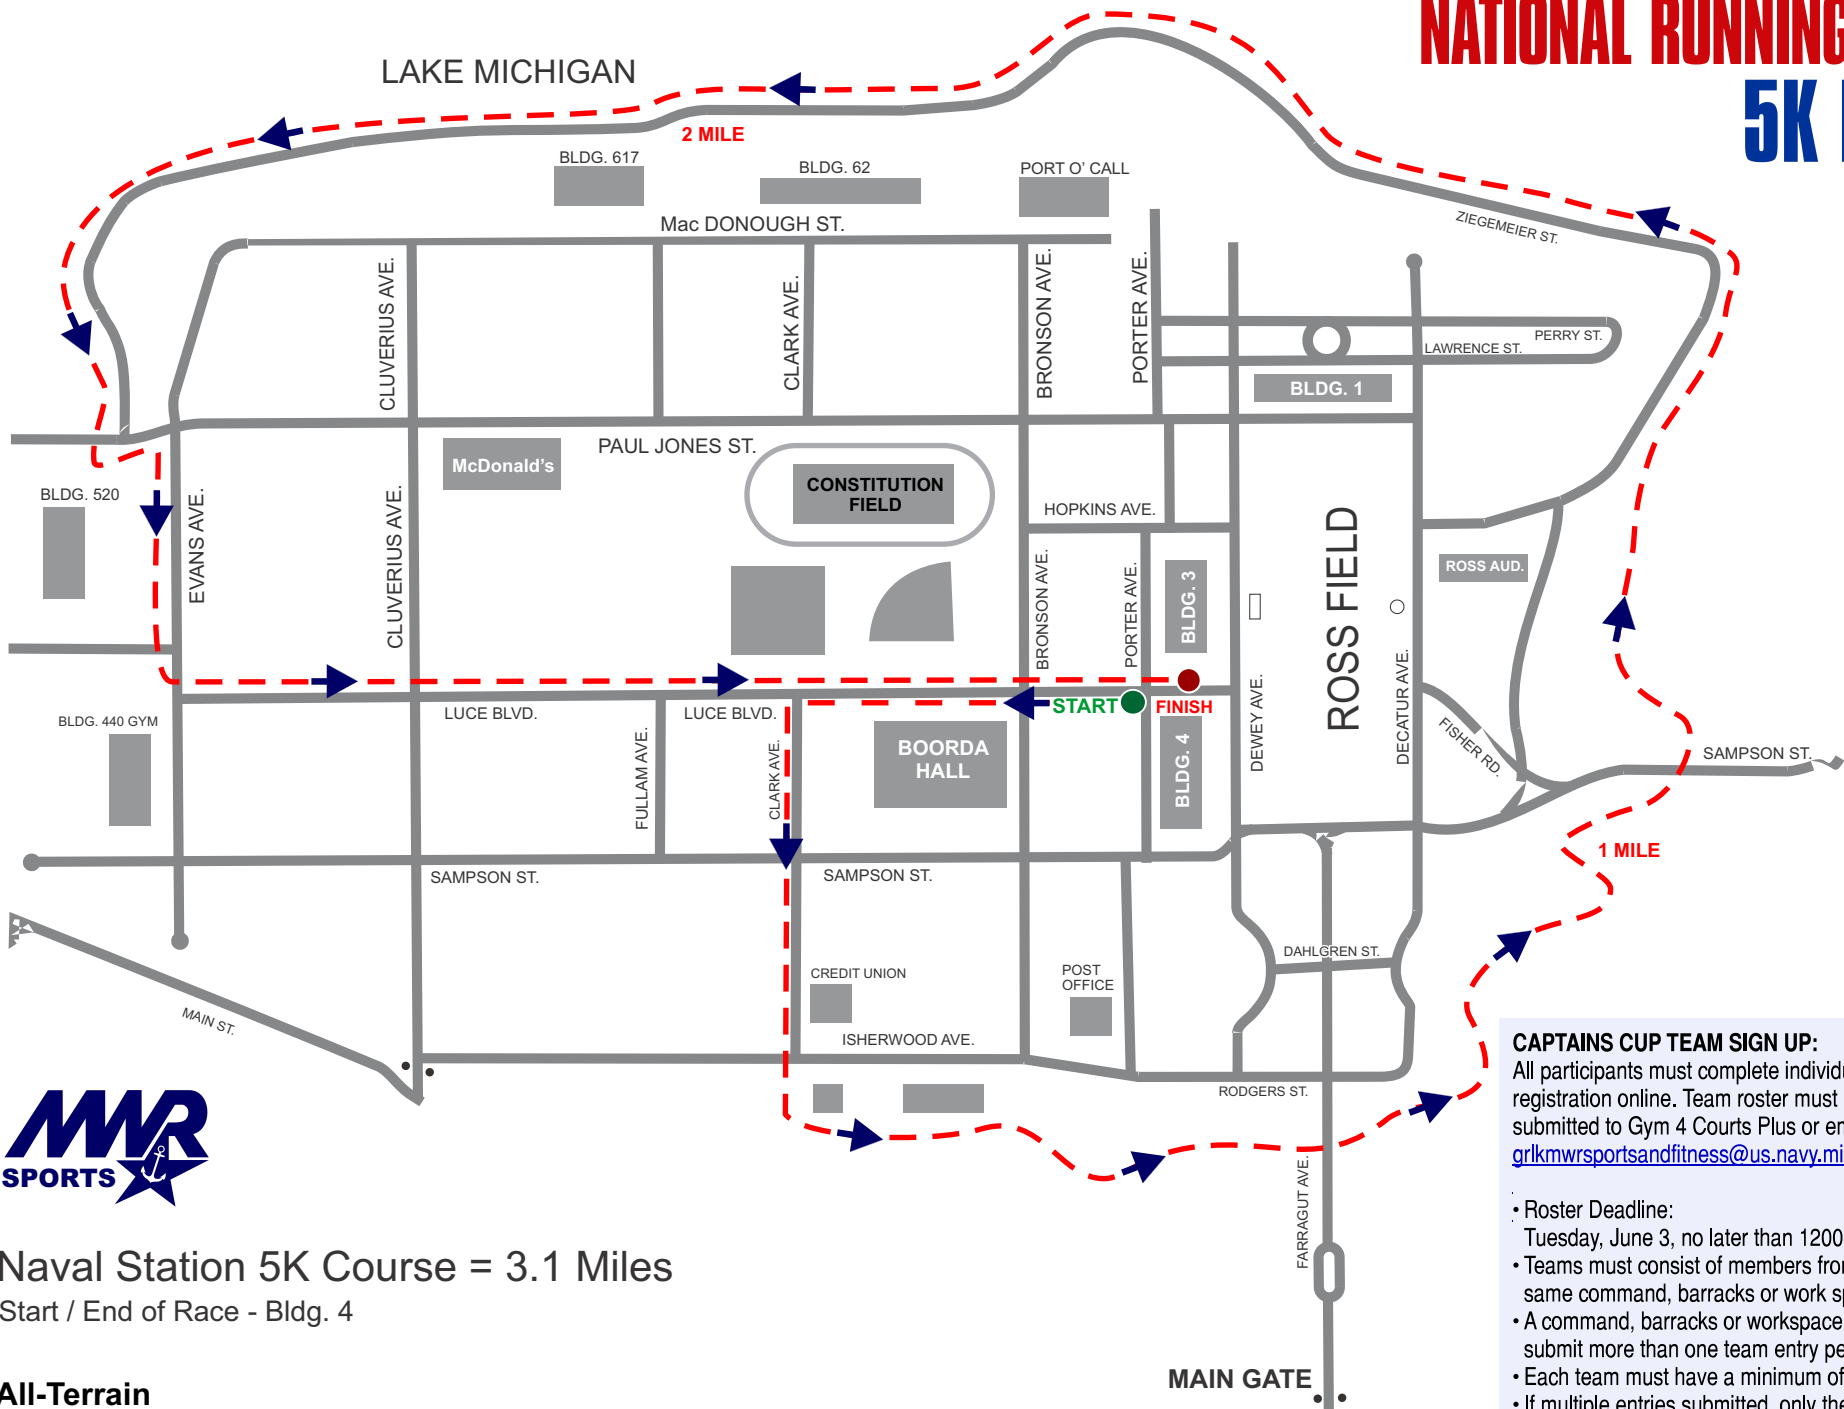 NATIONAL RUNNING
5K
LAKE MICHIGAN
2 MILE
BLDG. 617
BLDG. 62
PORT O' CALL
Mac DONOUGH ST.
ZIEGEMEIER ST.
CLUVERIUS AVE.
CLARK AVE.
BRONSON AVE.
PORTER AVE.
PERRY ST.
LAWRENCE ST.
BLDG. 1
PAUL JONES ST.
McDonald's
CONSTITUTION
FIELD
BLDG. 520
EVANS AVE.
CLUVERIUS AVE.
HOPKINS AVE.
BRONSON AVE.
PORTER AVE.
BLDG. 3
ROSS FIELD
ROSS AUD.
DEWEY AVE.
DECATUR AVE.
START
FINISH
BLDG. 440 GYM
LUCE BLVD.
LUCE BLVD.
FULLAM AVE.
CLARK AVE.
BOORDA
HALL
BLDG. 4
FISHER RD.
SAMPSON ST.
1 MILE
SAMPSON ST.
SAMPSON ST.
DAHLGREN ST.
CREDIT UNION
POST
OFFICE
MAIN ST.
ISHERWOOD AVE.
RODGERS ST.
FARRAGUT AVE.
MAIN GATE
MWR
SPORTS
Naval Station 5K Course = 3.1 Miles
Start / End of Race - Bldg. 4
All-Terrain
CAPTAINS CUP TEAM SIGN UP:
All participants must complete individu
registration online. Team roster must
submitted to Gym 4 Courts Plus or en
grlkmwrsportsandfitness@us.navy.mi
• Roster Deadline:
Tuesday, June 3, no later than 1200
• Teams must consist of members from
same command, barracks or work sp
• A command, barracks or workspace
submit more than one team entry pe
• Each team must have a minimum of
• If multiple entries submitted, only the